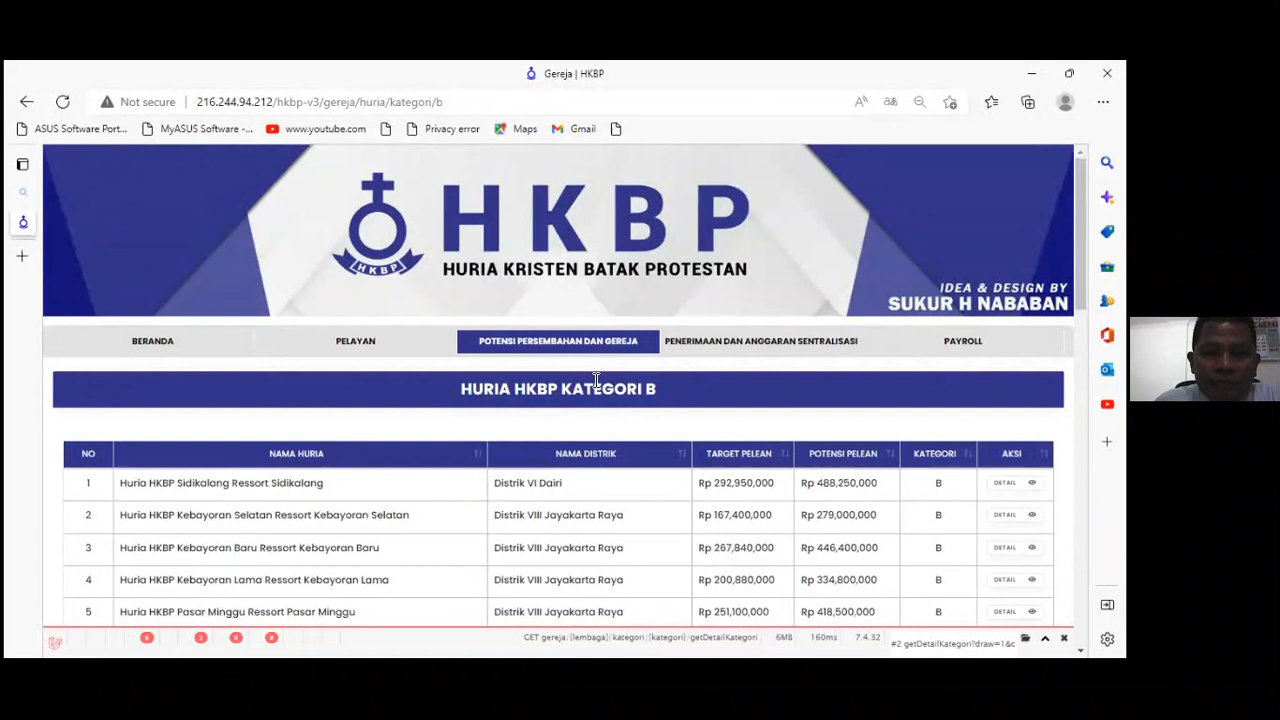 Gereja | HKBP
Not secure 216.244.94.212/hkbp-v3/gereja/huria/kategori/b
ASUS Software Port... MyASUS Software -... www.youtube.com Privacy error Maps Gmail
HKBP
HKBP
HURIA KRISTEN BATAK PROTESTAN
IDEA & DESIGN BY
SUKUR H NABABAN
BERANDA PELAYAN POTENSI PERSEMBAHAN DAN GEREJA PENERIMAAN DAN ANGGARAN SENTRALISASI PAYROLL
HURIA HKBP KATEGORI B
NO NAMA HURIA NAMA DISTRIK TARGET PELEAN POTENSI PELEAN KATEGORI AKSI
1 Huria HKBP Sidikalang Ressort Sidikalang Distrik VI Dairi Rp 292,950,000 Rp 488,250,000 B DETAIL
2 Huria HKBP Kebayoran Selatan Ressort Kebayoran Selatan Distrik VIII Jayakarta Raya Rp 167,400,000 Rp 279,000,000 B DETAIL
3 Huria HKBP Kebayoran Baru Ressort Kebayoran Baru Distrik VIII Jayakarta Raya Rp 267,840,000 Rp 446,400,000 B DETAIL
4 Huria HKBP Kebayoran Lama Ressort Kebayoran Lama Distrik VIII Jayakarta Raya Rp 200,880,000 Rp 334,800,000 B DETAIL
5 Huria HKBP Pasar Minggu Ressort Pasar Minggu Distrik VIII Jayakarta Raya Rp 251,100,000 Rp 418,500,000 B DETAIL
GET gereja/{lembaga}/kategori/{kategori}/getDetailKategori 6MB 160ms 7.4.32 #2 getDetailKategori?draw=1&c